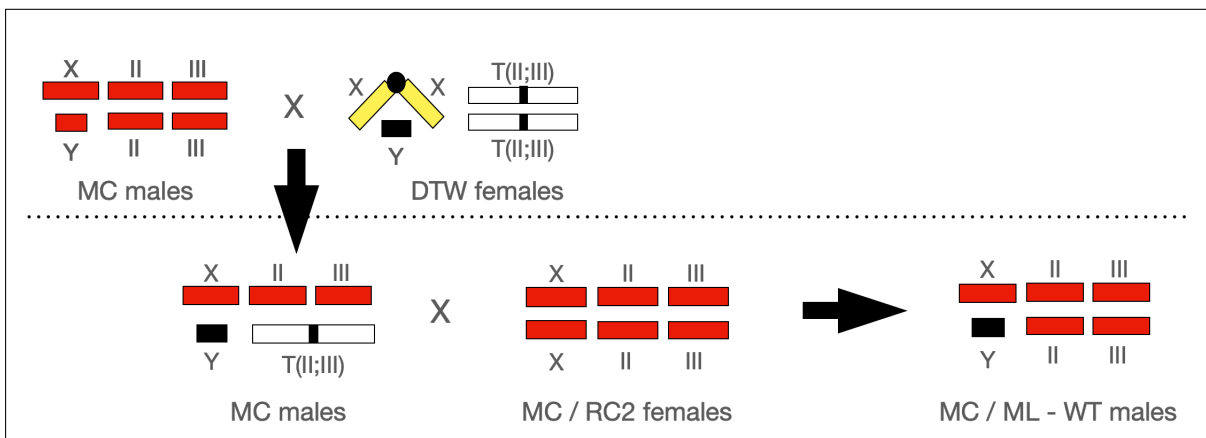 X II III
X X
T(II;III)
X
Y II III
Y
T(II;III)
MC males
DTW females
X II III
X II III
X II III
X
Y T(II;III)
X II III
Y II III
MC males
MC / RC2 females
MC / ML - WT males